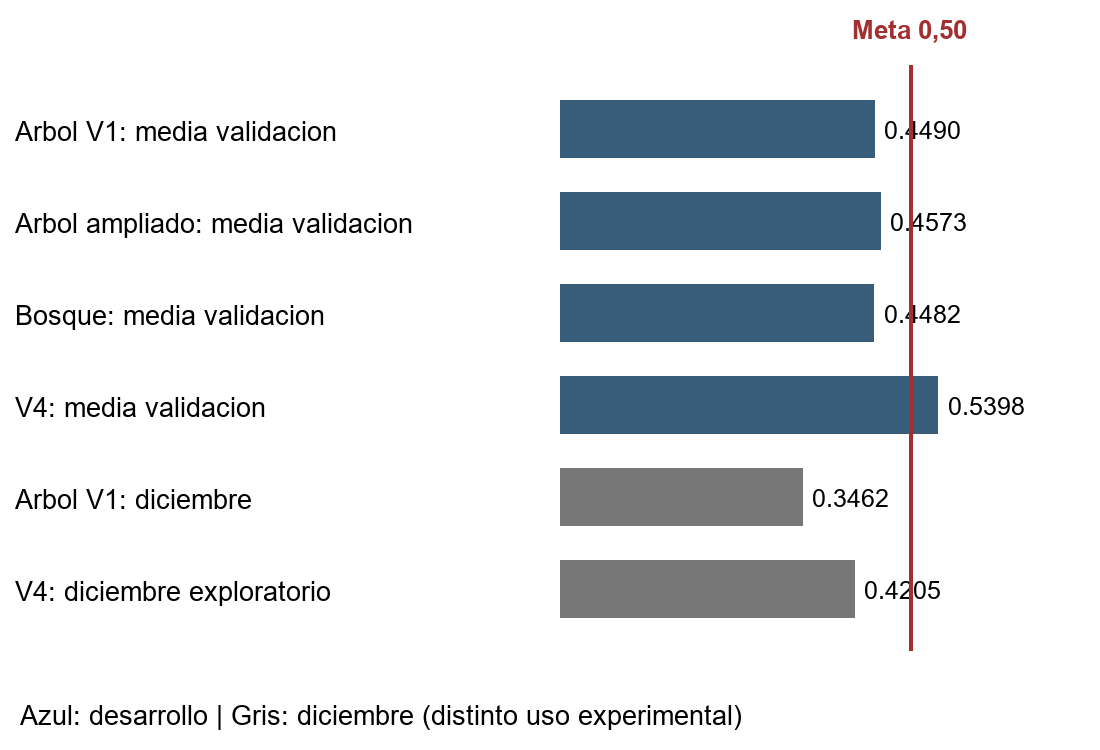 Meta 0,50
Arbol V1: media validacion 0.4490
Arbol ampliado: media validacion 0.4573
Bosque: media validacion 0.4482
V4: media validacion 0.5398
Arbol V1: diciembre 0.3462
V4: diciembre exploratorio 0.4205
Azul: desarrollo | Gris: diciembre (distinto uso experimental)